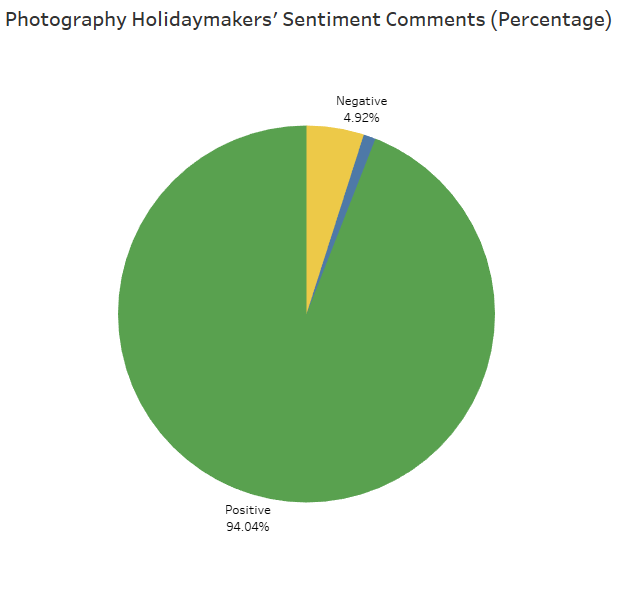 Photography Holidaymakers’ Sentiment Comments (Percentage)
Negative
4.92%
Positive
94.04%